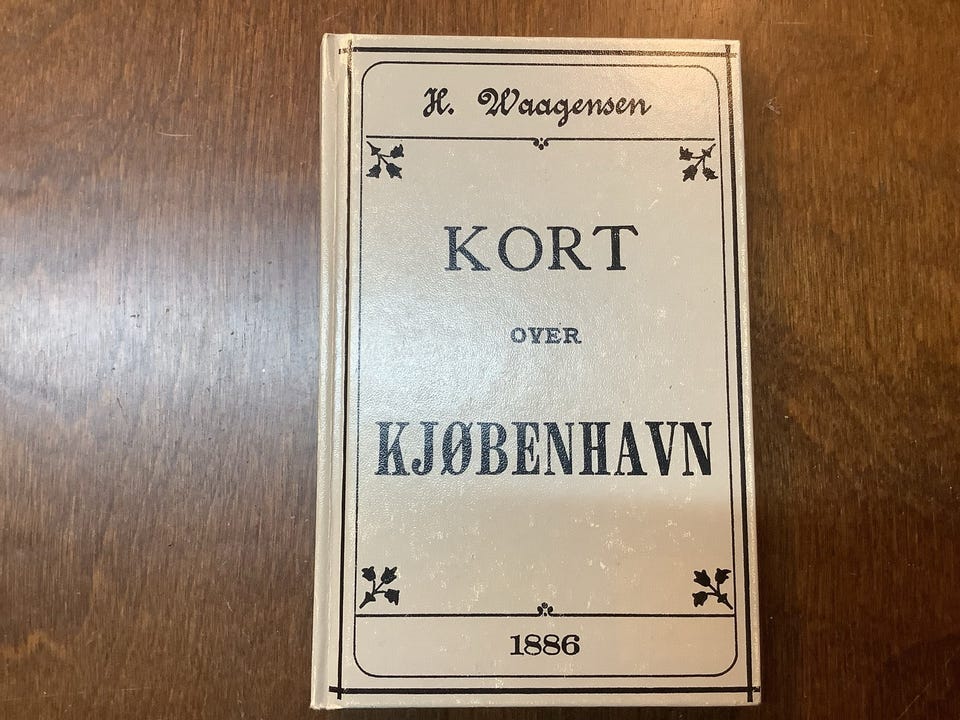 H. Waagensen
KORT
OVER
KJØBENHAVN
1886